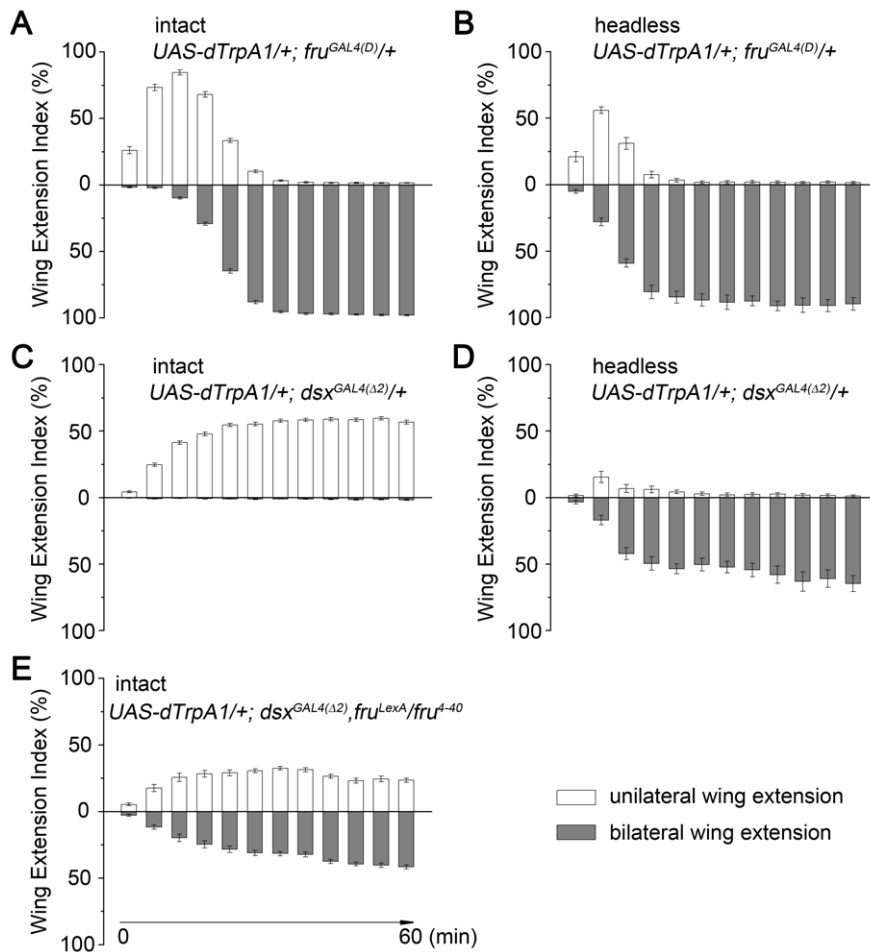 A
intact
UAS-dTrpA1/+; fru^GAL4(D)/+
Wing Extension Index (%)
100
50
0
50
100
B
headless
UAS-dTrpA1/+; fru^GAL4(D)/+
Wing Extension Index (%)
100
50
0
50
100
C
intact
UAS-dTrpA1/+; dsx^GAL4(Δ2)/+
Wing Extension Index (%)
100
50
0
50
100
D
headless
UAS-dTrpA1/+; dsx^GAL4(Δ2)/+
Wing Extension Index (%)
100
50
0
50
100
E
intact
UAS-dTrpA1/+; dsx^GAL4(Δ2),fru^LexA/fru^4-40
Wing Extension Index (%)
100
50
0
50
100
0 60 (min)
unilateral wing extension
bilateral wing extension